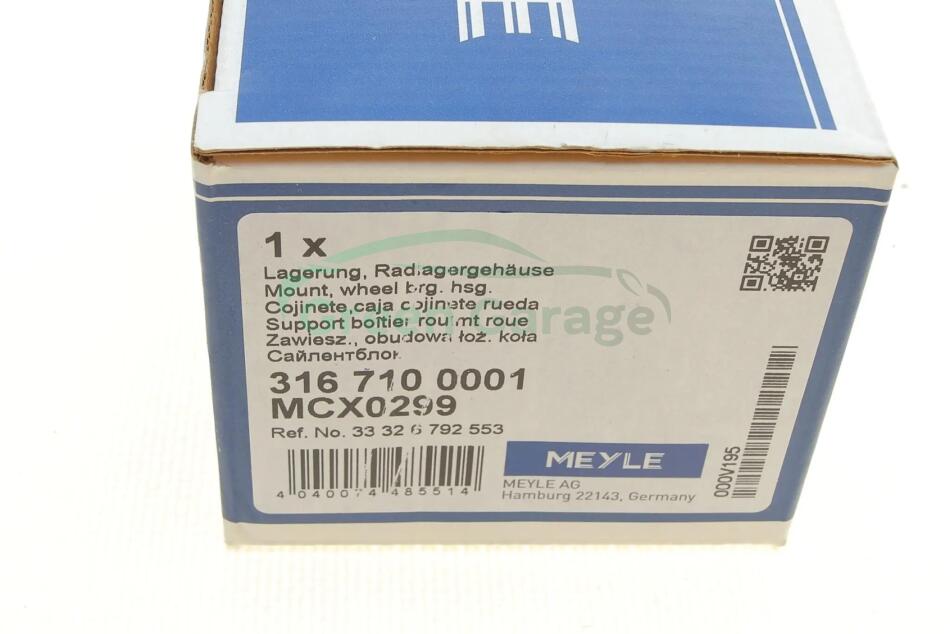 1 x
Lagerung, Radlagergehäuse
Mount, wheel brg. hsg.
Cojinete,caja cojinete rueda
Support boîtier roulmt roue
Zawiesz., obudowa łoż. koła
Сайлентблок
316 710 0001
MCX0299
Ref. No. 33 32 6 792 553
MEYLE
MEYLE AG
Hamburg 22143, Germany
4 040074 485514
000V195
Green Garage